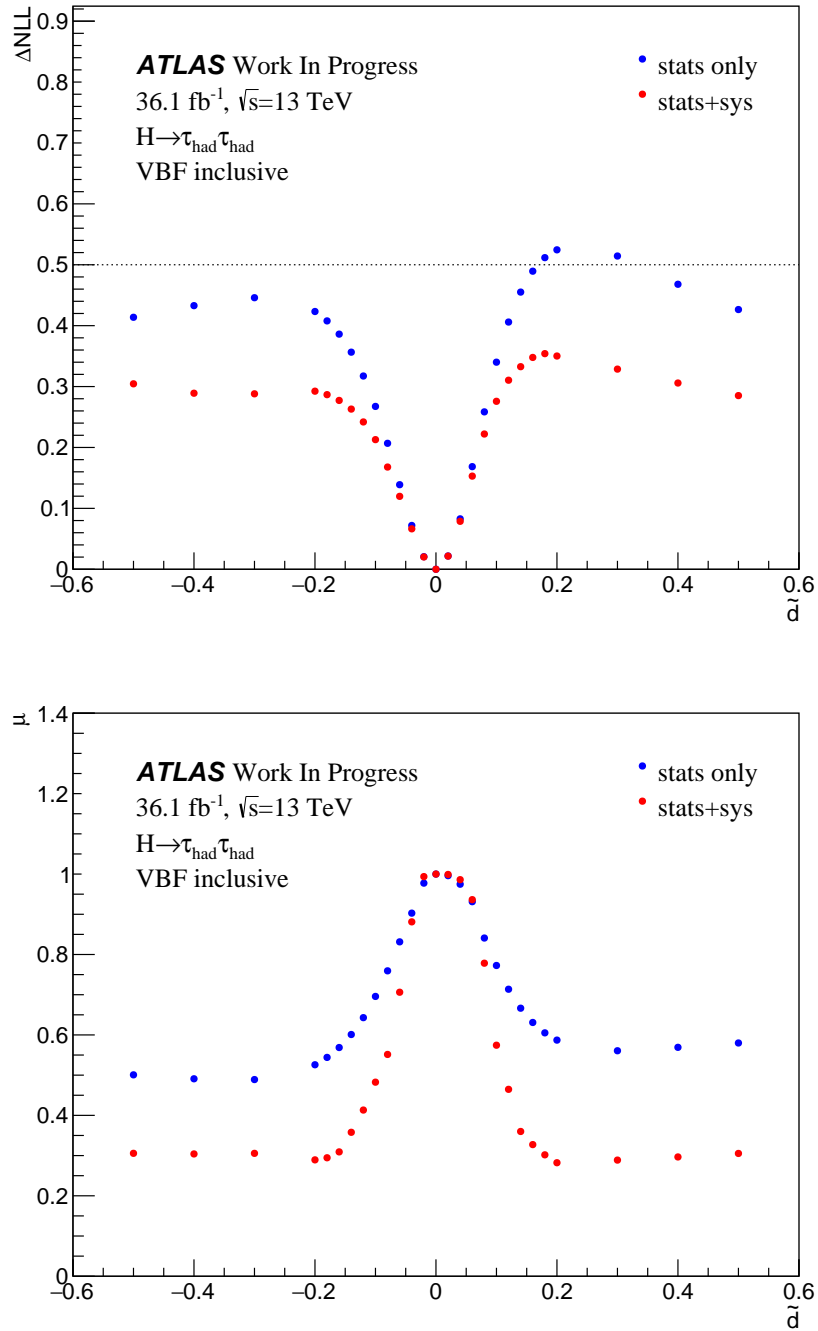 ΔNLL
0.9
0.8
0.7
0.6
0.5
0.4
0.3
0.2
0.1
0
ATLAS Work In Progress
36.1 fb⁻¹, √s=13 TeV
H→τhadτhad
VBF inclusive
stats only
stats+sys
−0.6 −0.4 −0.2 0 0.2 0.4 0.6
d̃
μ
1.4
1.2
1
0.8
0.6
0.4
0.2
0
ATLAS Work In Progress
36.1 fb⁻¹, √s=13 TeV
H→τhadτhad
VBF inclusive
stats only
stats+sys
−0.6 −0.4 −0.2 0 0.2 0.4 0.6
d̃